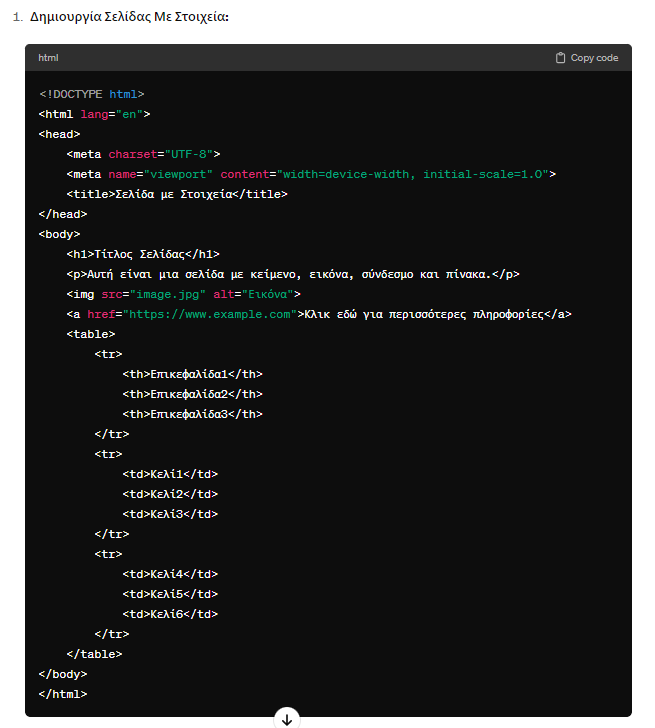 1. Δημιουργία Σελίδας Με Στοιχεία:
html Copy code
<!DOCTYPE html>
<html lang="en">
<head>
    <meta charset="UTF-8">
    <meta name="viewport" content="width=device-width, initial-scale=1.0">
    <title>Σελίδα με Στοιχεία</title>
</head>
<body>
    <h1>Τίτλος Σελίδας</h1>
    <p>Αυτή είναι μια σελίδα με κείμενο, εικόνα, σύνδεσμο και πίνακα.</p>
    <img src="image.jpg" alt="Εικόνα">
    <a href="https://www.example.com">Κλικ εδώ για περισσότερες πληροφορίες</a>
    <table>
        <tr>
            <th>Επικεφαλίδα1</th>
            <th>Επικεφαλίδα2</th>
            <th>Επικεφαλίδα3</th>
        </tr>
        <tr>
            <td>Κελί1</td>
            <td>Κελί2</td>
            <td>Κελί3</td>
        </tr>
        <tr>
            <td>Κελί4</td>
            <td>Κελί5</td>
            <td>Κελί6</td>
        </tr>
    </table>
</body>
</html>